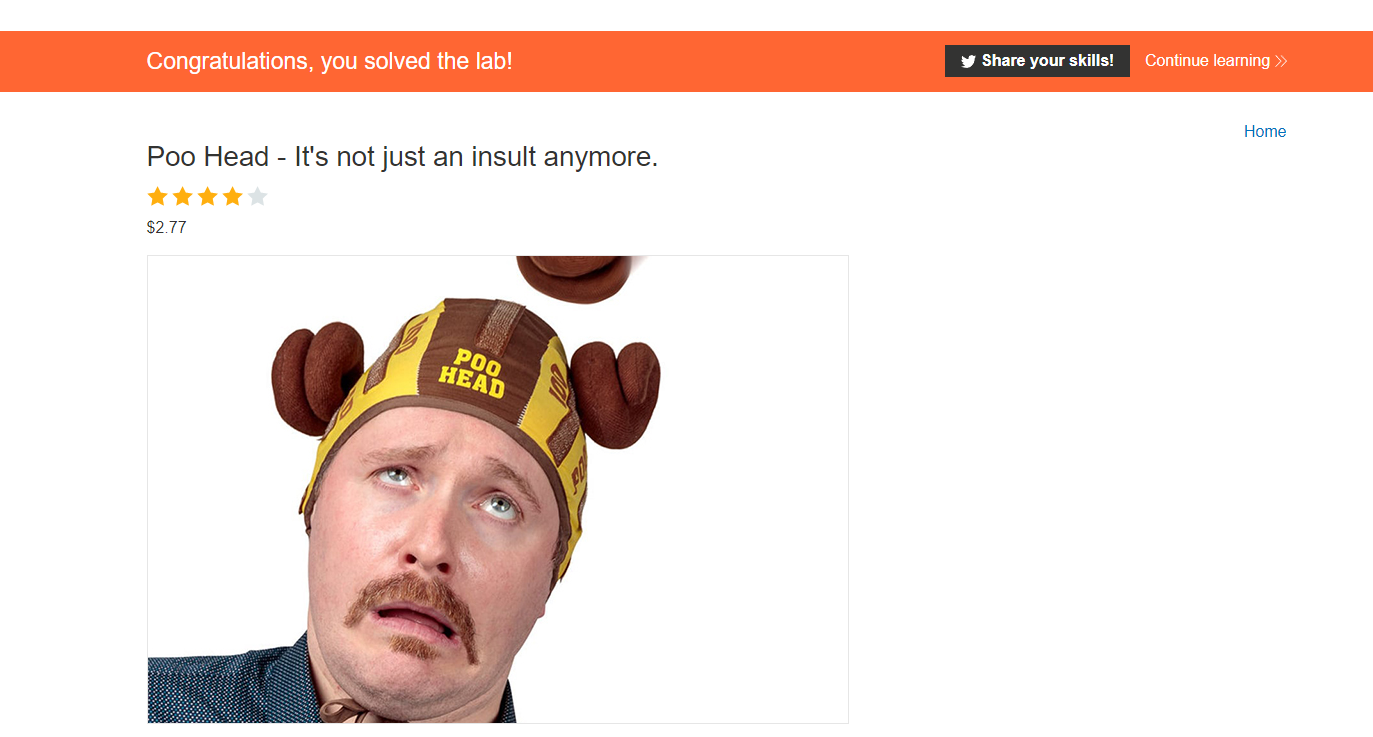 Congratulations, you solved the lab!
Share your skills!
Continue learning
Home
Poo Head - It's not just an insult anymore.
$2.77
POO
HEAD